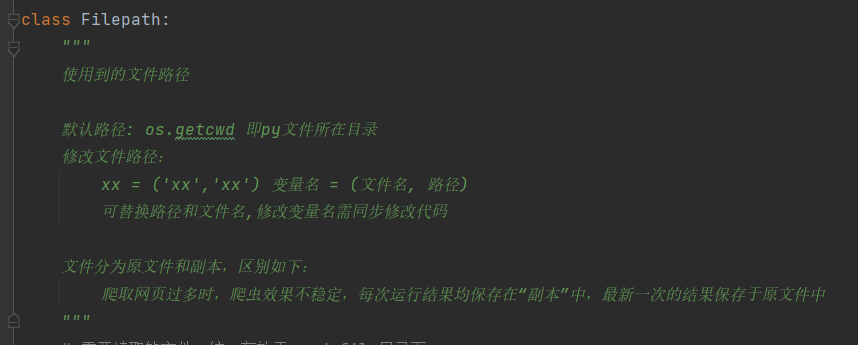 class Filepath:
"""
使用到的文件路径
默认路径: os.getcwd 即py文件所在目录
修改文件路径:
xx = ('xx','xx') 变量名 = (文件名, 路径)
可替换路径和文件名,修改变量名需同步修改代码
文件分为原文件和副本，区别如下:
爬取网页过多时，爬虫效果不稳定，每次运行结果均保存在“副本”中，最新一次的结果保存于原文件中
"""